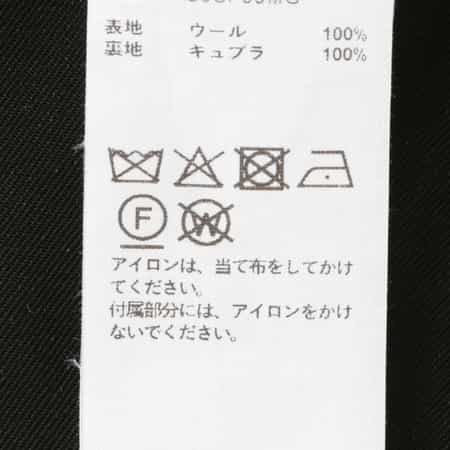 表地 ウール 100%
裏地 キュプラ 100%
F W
アイロンは、当て布をしてかけ
てください。
付属部分には、アイロンをかけ
ないでください。